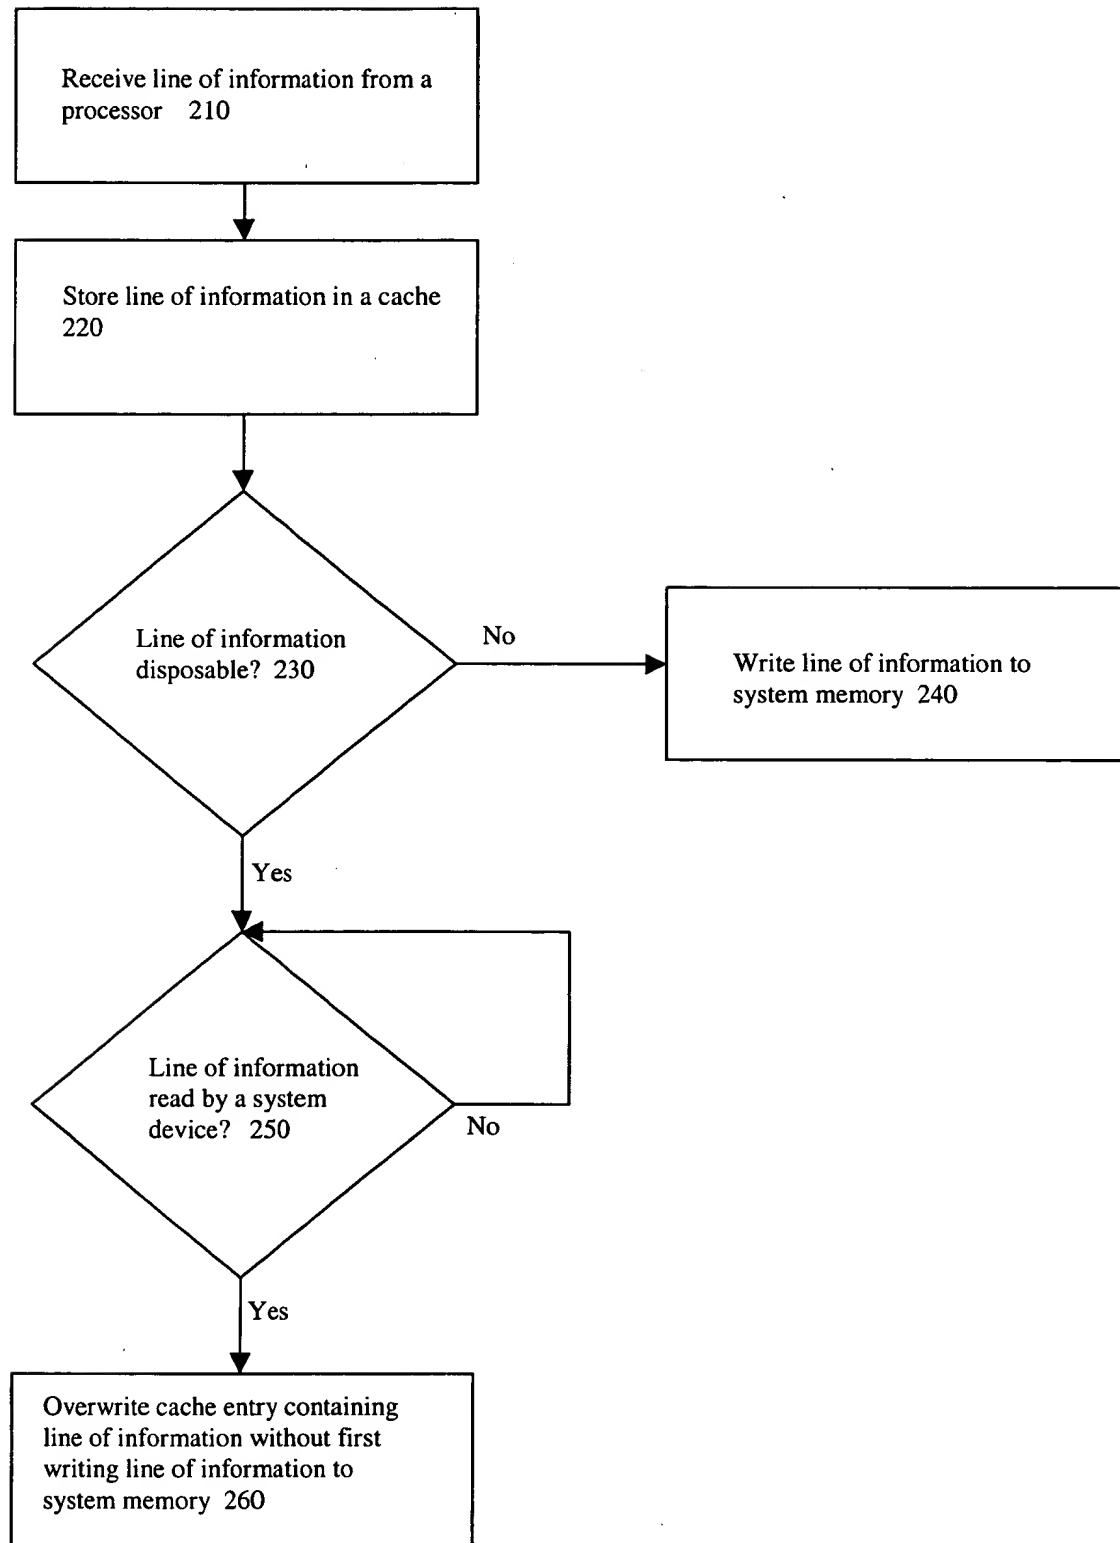 Receive line of information from a
processor 210
Store line of information in a cache
220
Line of information
disposable? 230
No
Write line of information to
system memory 240
Yes
Line of information
read by a system
device? 250
No
Yes
Overwrite cache entry containing
line of information without first
writing line of information to
system memory 260